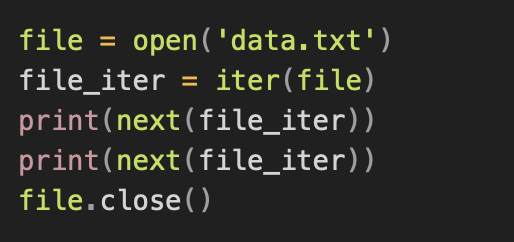 file = open('data.txt')
file_iter = iter(file)
print(next(file_iter))
print(next(file_iter))
file.close()